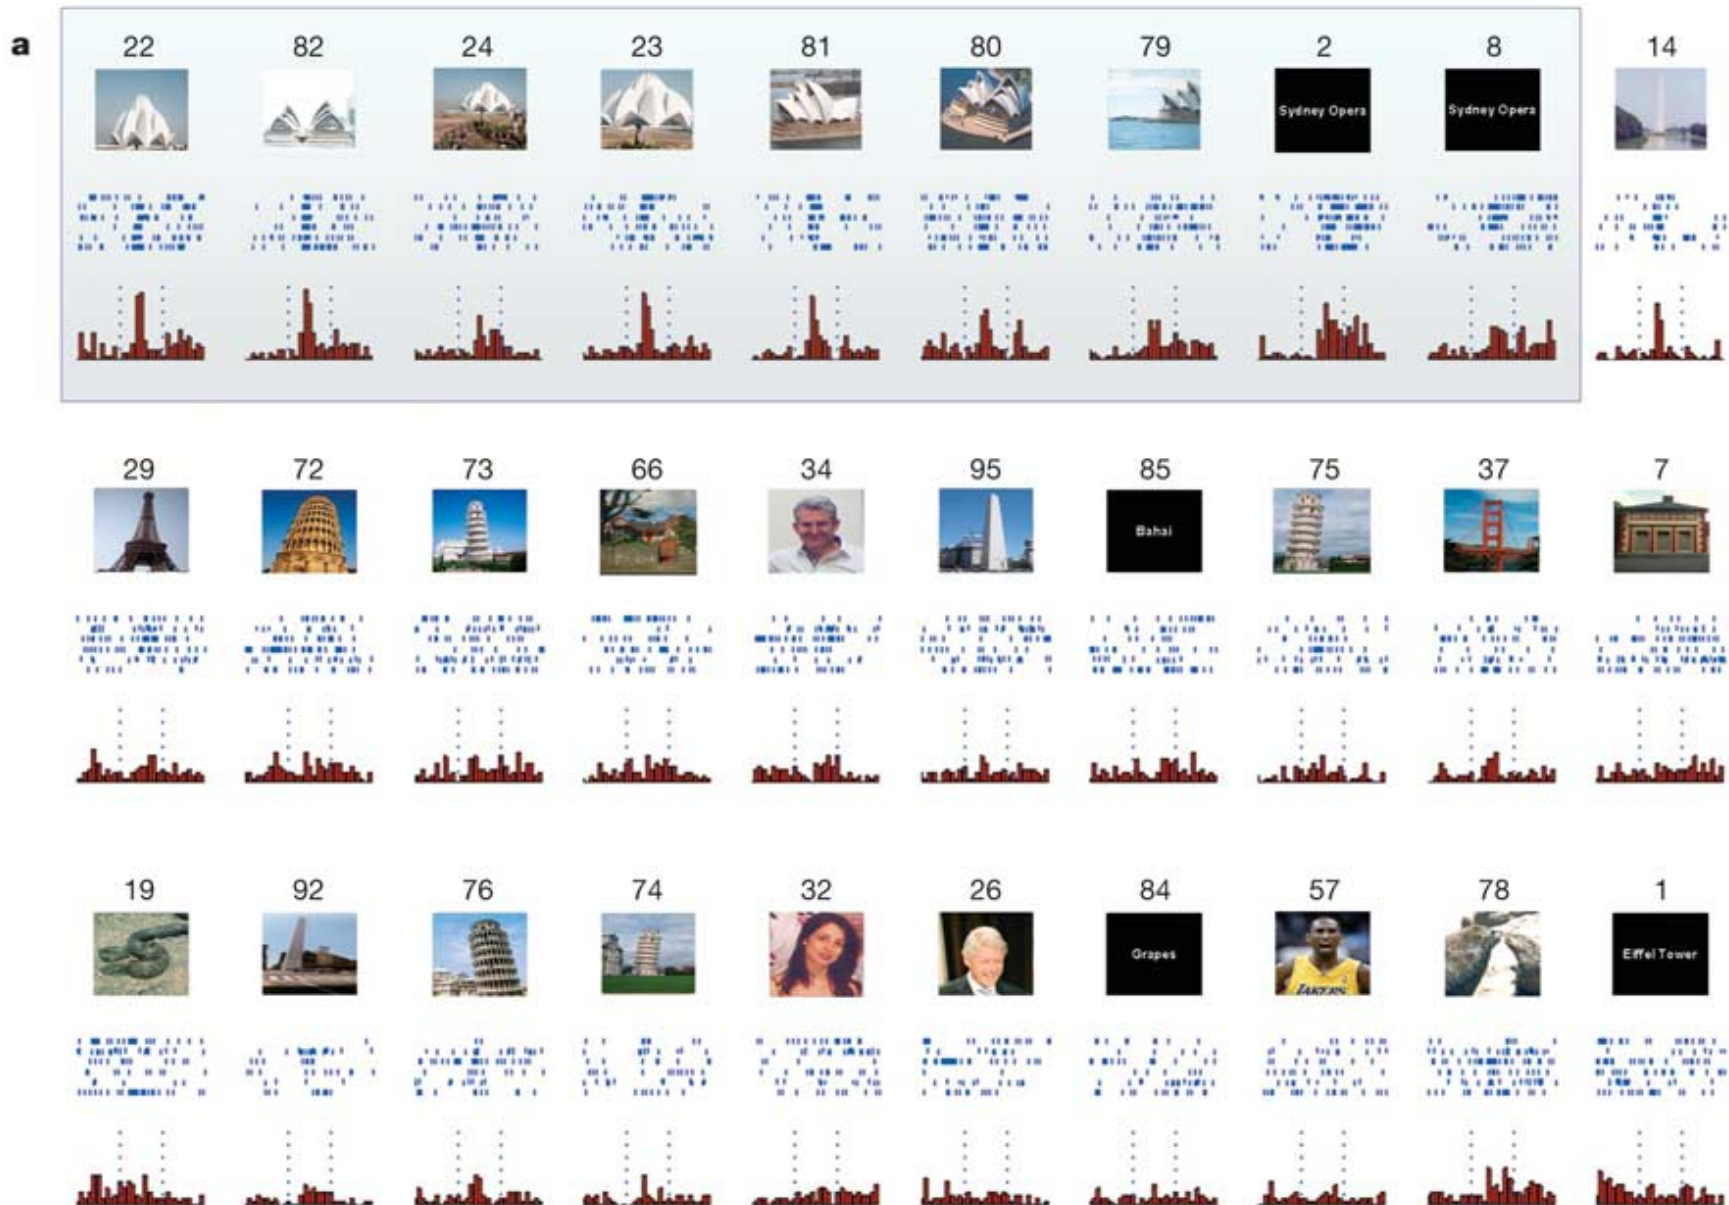 a
22 82 24 23 81 80 79 2 8 14
Sydney Opera Sydney Opera
29 72 73 66 34 95 85 75 37 7
Bahai
19 92 76 74 32 26 84 57 78 1
Grapes LAKERS Eiffel Tower